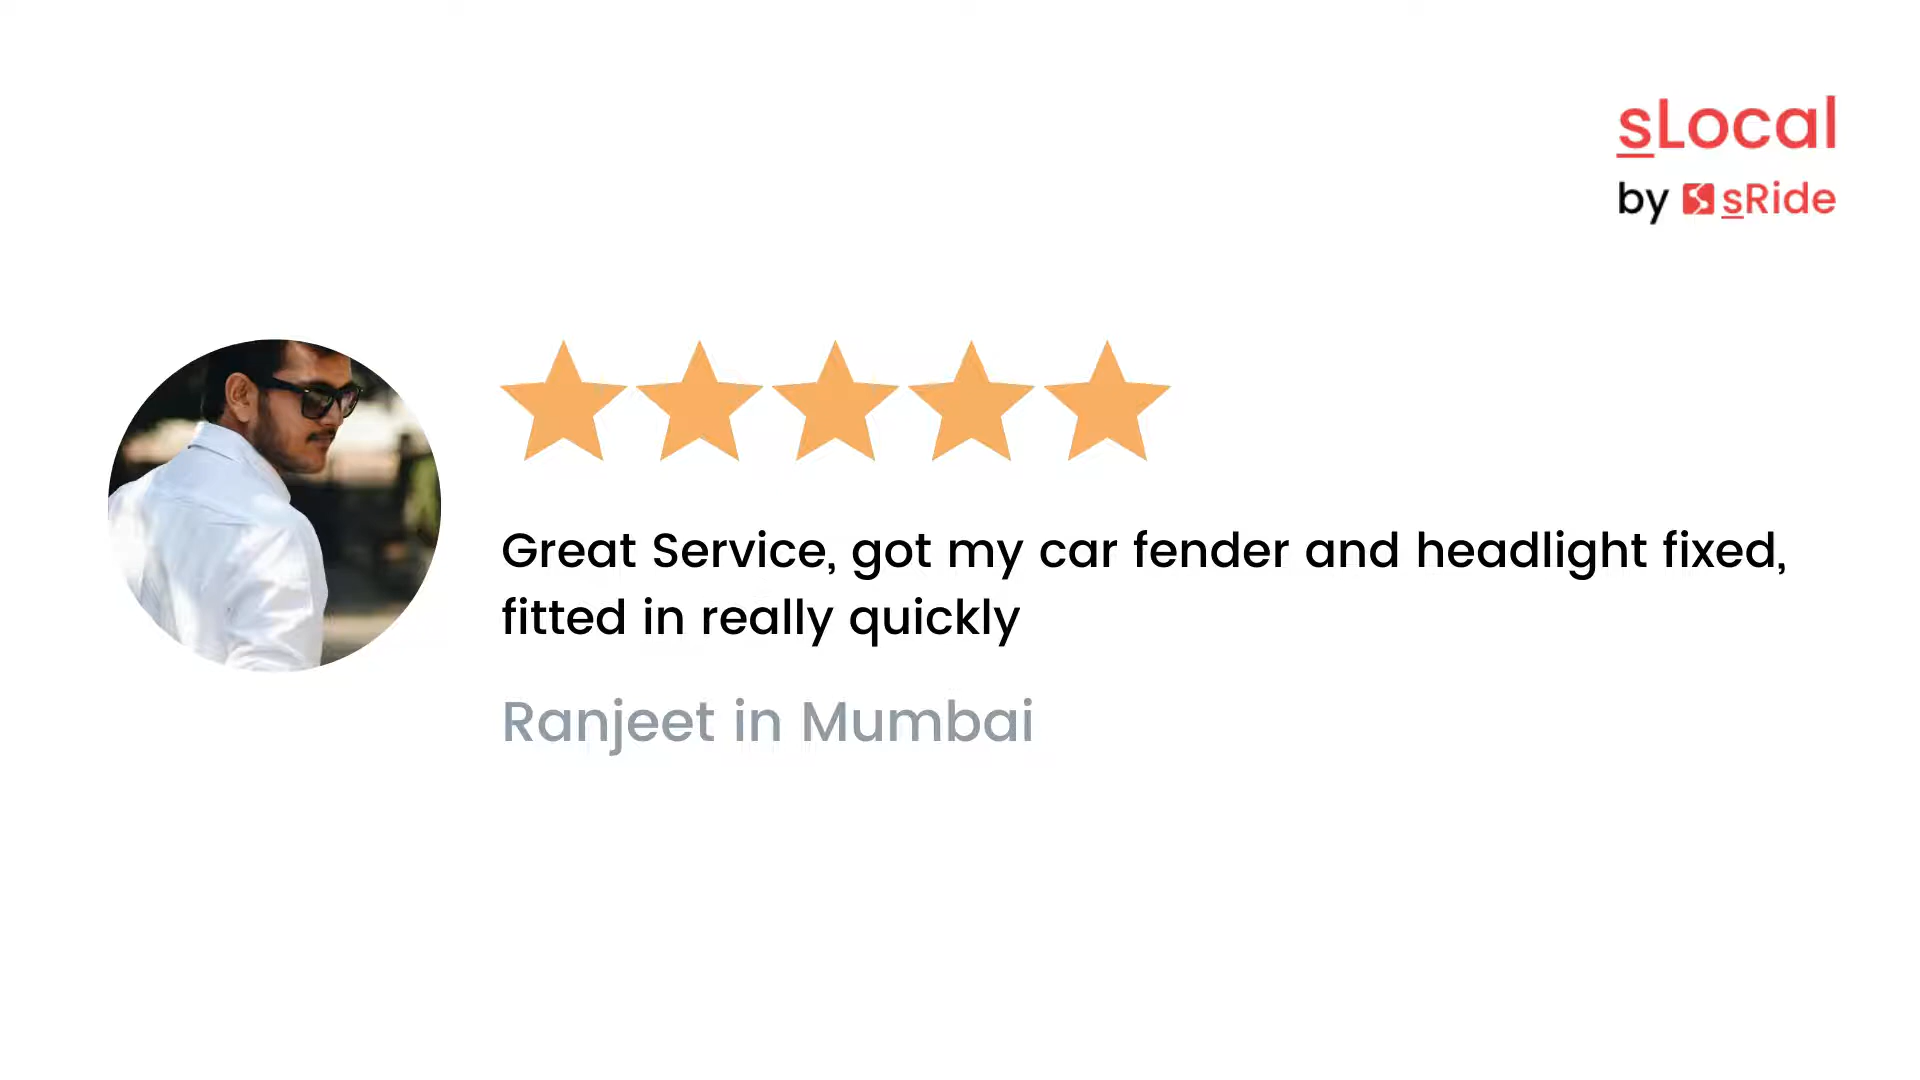 sLocal
by sRide
Great Service, got my car fender and headlight fixed,
fitted in really quickly
Ranjeet in Mumbai